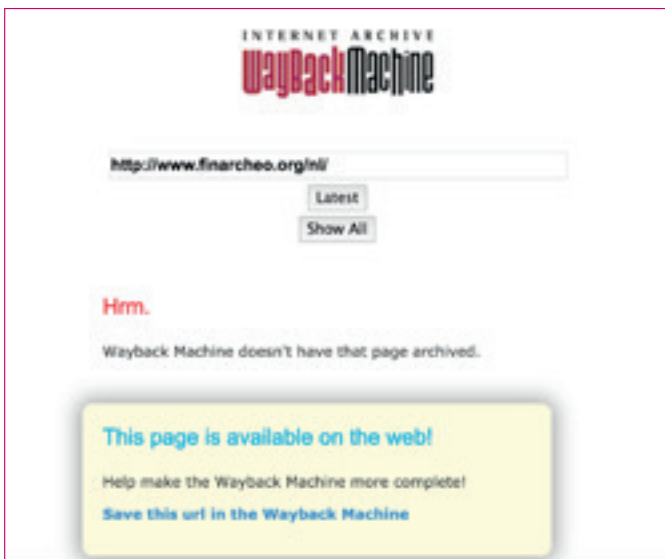 INTERNET ARCHIVE
WayBackMachine
http://www.finarcheo.org/nl/
Latest
Show All
Hrm.
Wayback Machine doesn't have that page archived.
This page is available on the web!
Help make the Wayback Machine more complete!
Save this url in the Wayback Machine